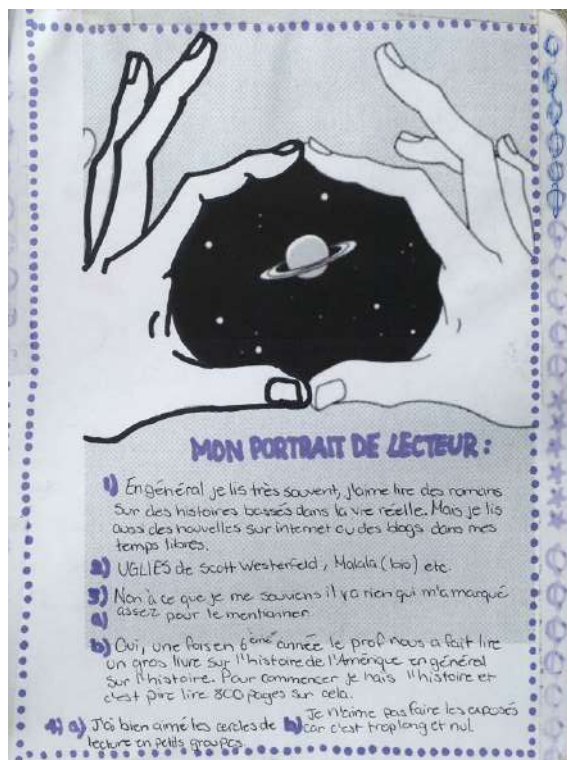 MON PORTRAIT DE LECTEUR :
1) En général je lis très souvent, j'aime lire des romans
sur des histoires bassés dans la vie réelle. Mais je lis
aussi des nouvelles sur internet ou des blogs dans mes
temps libres.
2) UGLIES de Scott Westerfeld, Malala (bio) etc.
3) Non à ce que je me souviens il y a rien qui m'a marqué
a) assez pour le mentionner
b) Oui, une fois en 6ème année le prof nous a fait lire
un gros livre sur l'histoire de l'Amérique en général
sur l'histoire. Pour commencer je hais l'histoire et
c'est pire lire 800 pages sur cela.
4) a) J'ai bien aimé les cercles de
lecture en petits groupes.
b) Je n'aime pas faire les exposés
car c'est trop long et nul